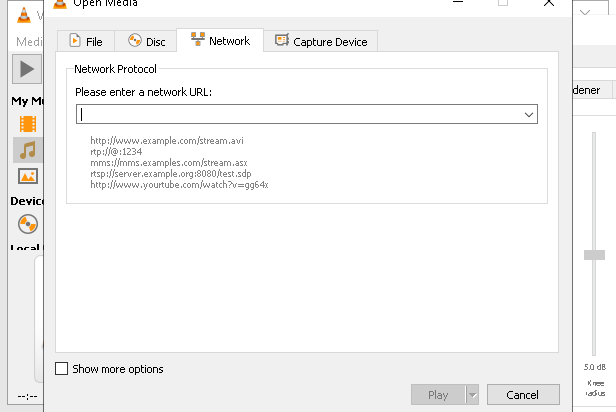 Open Media
Medi
File
Disc
Network
Capture Device
Network Protocol
Please enter a network URL:
http://www.example.com/stream.avi
rtp://@:1234
mms://mms.examples.com/stream.asx
rtsp://server.example.org:8080/test.sdp
http://www.yourtube.com/watch?v=gg64x
My Mu
Device
Local
dener
5.0 dB
Knee
radius
--:--
Show more options
Play
Cancel